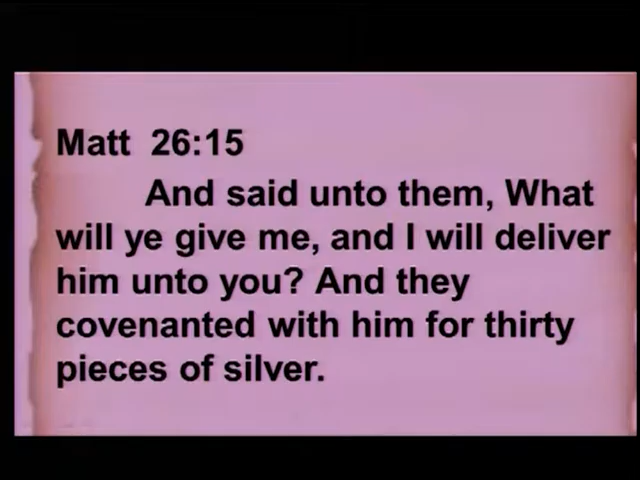 Matt 26:15
And said unto them, What
will ye give me, and I will deliver
him unto you? And they
covenanted with him for thirty
pieces of silver.